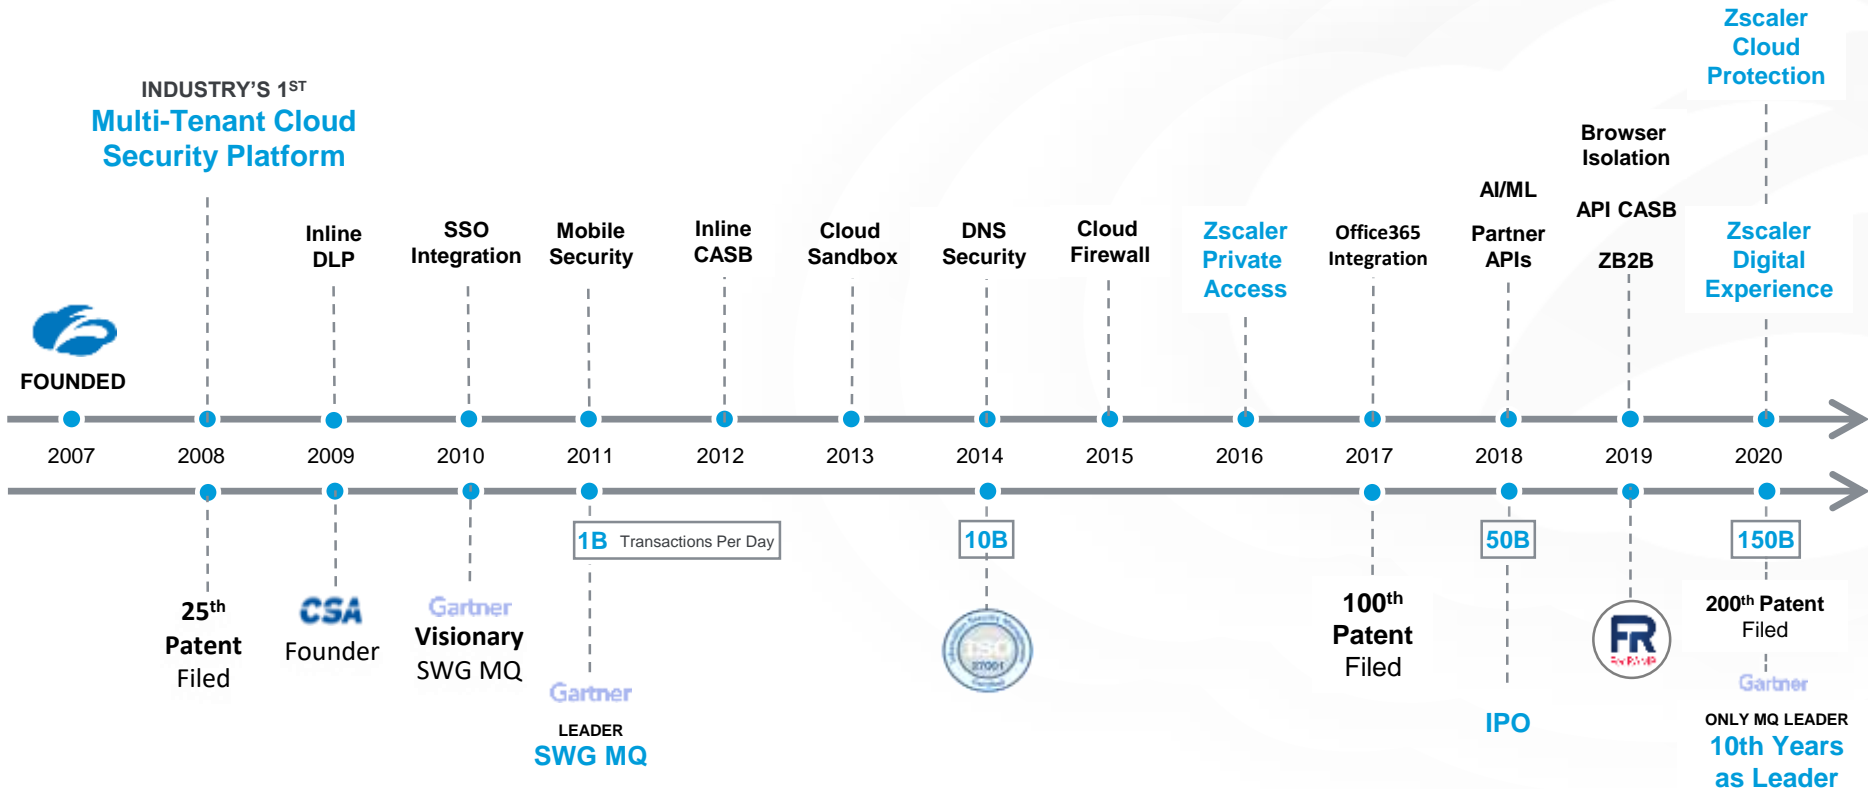 Zscaler
Cloud
Protection
INDUSTRY'S 1ST
Multi-Tenant Cloud
Security Platform
Browser
Isolation
API CASB
ZB2B
AI/ML
Partner
APIs
Inline
DLP
SSO
Integration
Mobile
Security
Inline
CASB
Cloud
Sandbox
DNS
Security
Cloud
Firewall
Zscaler
Private
Access
Office365
Integration
Zscaler
Digital
Experience
FOUNDED
2007
2008
2009
2010
2011
2012
2013
2014
2015
2016
2017
2018
2019
2020
1B Transactions Per Day
10B
50B
150B
25th
Patent
Filed
CSA
Founder
Gartner
Visionary
SWG MQ
Gartner
LEADER
SWG MQ
ISO
27001
100th
Patent
Filed
IPO
FR
FedRAMP
200th Patent
Filed
Gartner
ONLY MQ LEADER
10th Years
as Leader